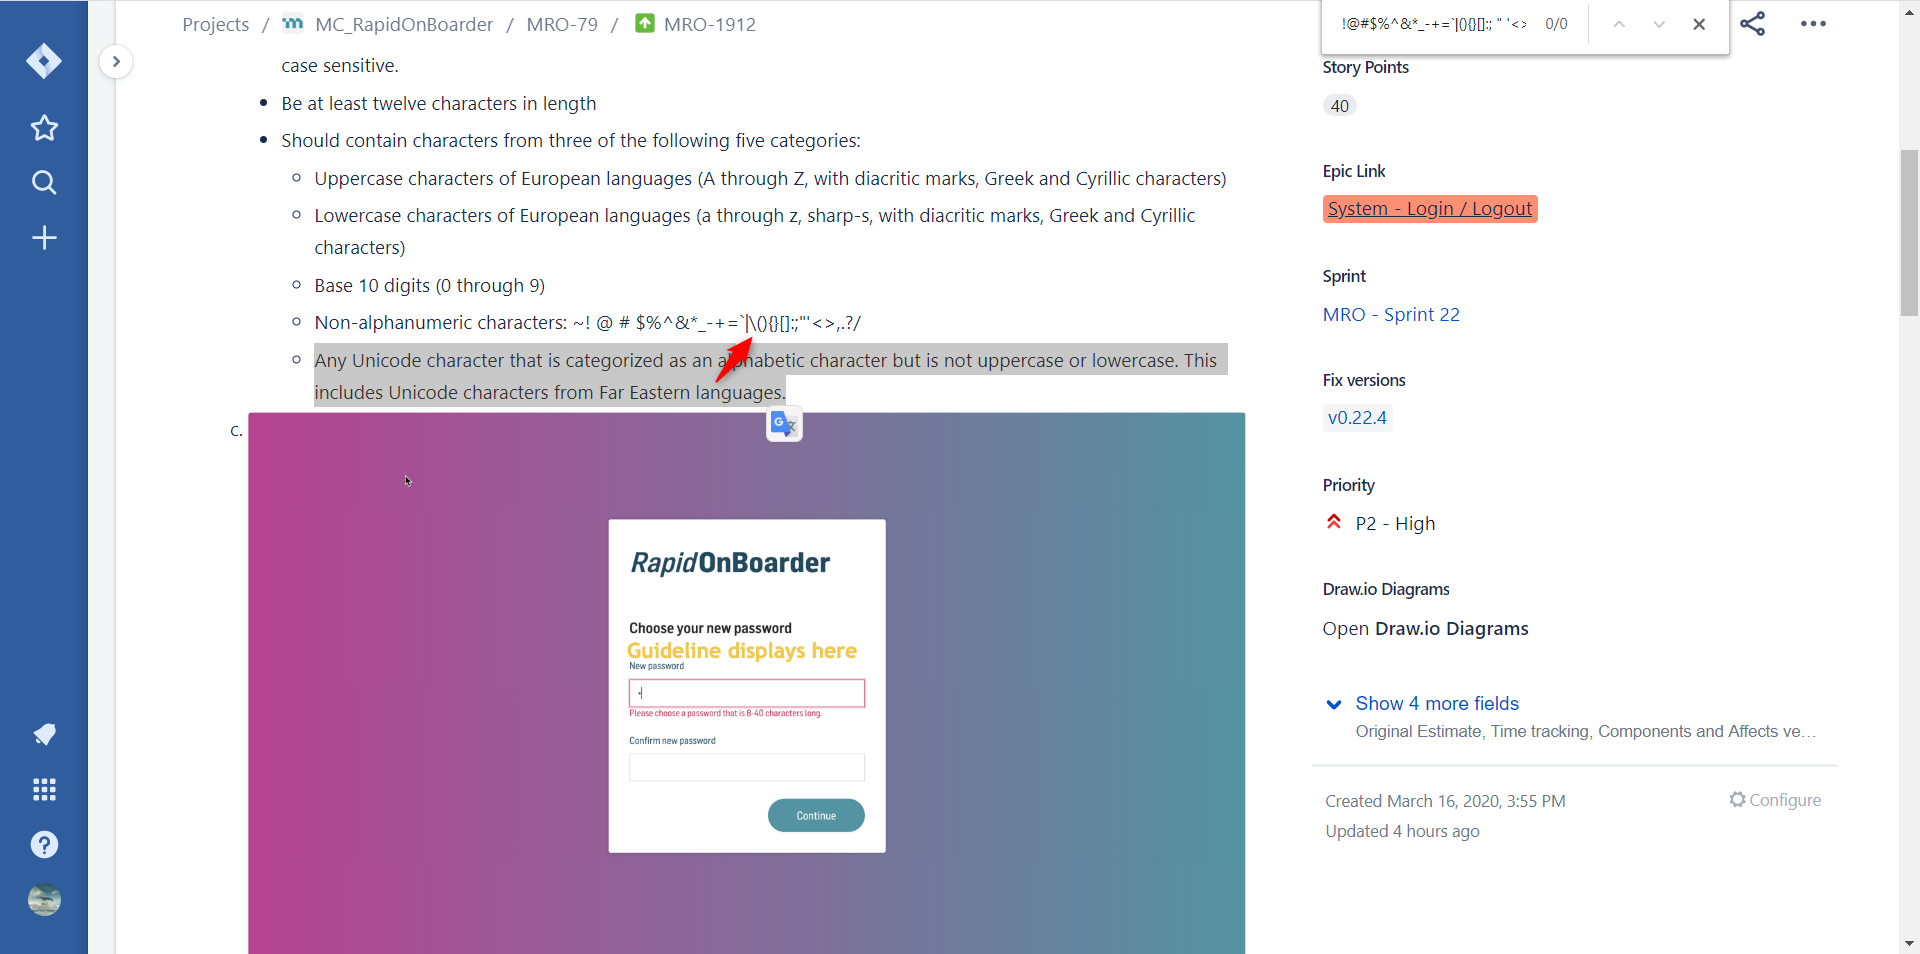 Projects / MC_RapidOnBoarder / MRO-79 / MRO-1912
!@#$%^&*_-+=`|(){}[]:; " '<> 0/0
case sensitive.
Be at least twelve characters in length
Should contain characters from three of the following five categories:
Uppercase characters of European languages (A through Z, with diacritic marks, Greek and Cyrillic characters)
Lowercase characters of European languages (a through z, sharp-s, with diacritic marks, Greek and Cyrillic
characters)
Base 10 digits (0 through 9)
Non-alphanumeric characters: ~! @ # $%^&*_-+=`|\(){}[]:;"'<>,.?/
Any Unicode character that is categorized as an alphabetic character but is not uppercase or lowercase. This
includes Unicode characters from Far Eastern languages.
c.
RapidOnBoarder
Choose your new password
Guideline displays here
New password
Please choose a password that is 8-40 characters long.
Confirm new password
Continue
Story Points
40
Epic Link
System - Login / Logout
Sprint
MRO - Sprint 22
Fix versions
v0.22.4
Priority
P2 - High
Draw.io Diagrams
Open Draw.io Diagrams
Show 4 more fields
Original Estimate, Time tracking, Components and Affects ve...
Created March 16, 2020, 3:55 PM
Configure
Updated 4 hours ago